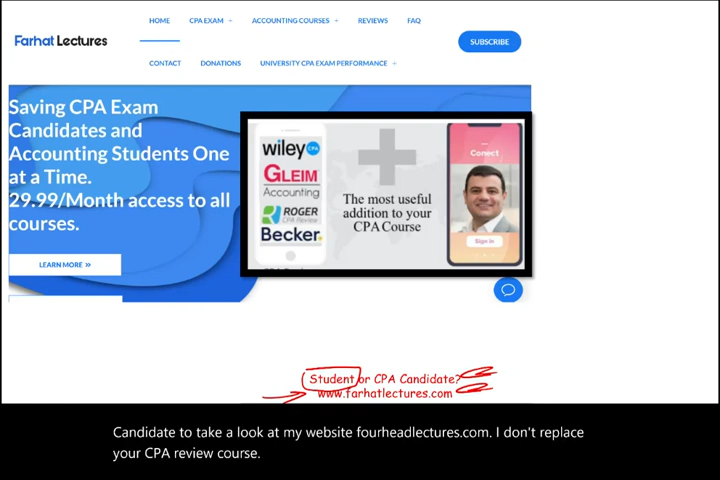 HOME CPA EXAM + ACCOUNTING COURSES + REVIEWS FAQ
Farhat Lectures
SUBSCRIBE
CONTACT DONATIONS UNIVERSITY CPA EXAM PERFORMANCE +
Saving CPA Exam
Candidates and
Accounting Students One
at a Time.
29.99/Month access to all
courses.
LEARN MORE »
wiley CPA
GLEIM
Accounting
ROGER
CPA Review
Becker
The most useful
addition to your
CPA Course
Conect
Sign In
Student or CPA Candidate?
www.farhatlectures.com
Candidate to take a look at my website fourheadlectures.com. I don't replace
your CPA review course.